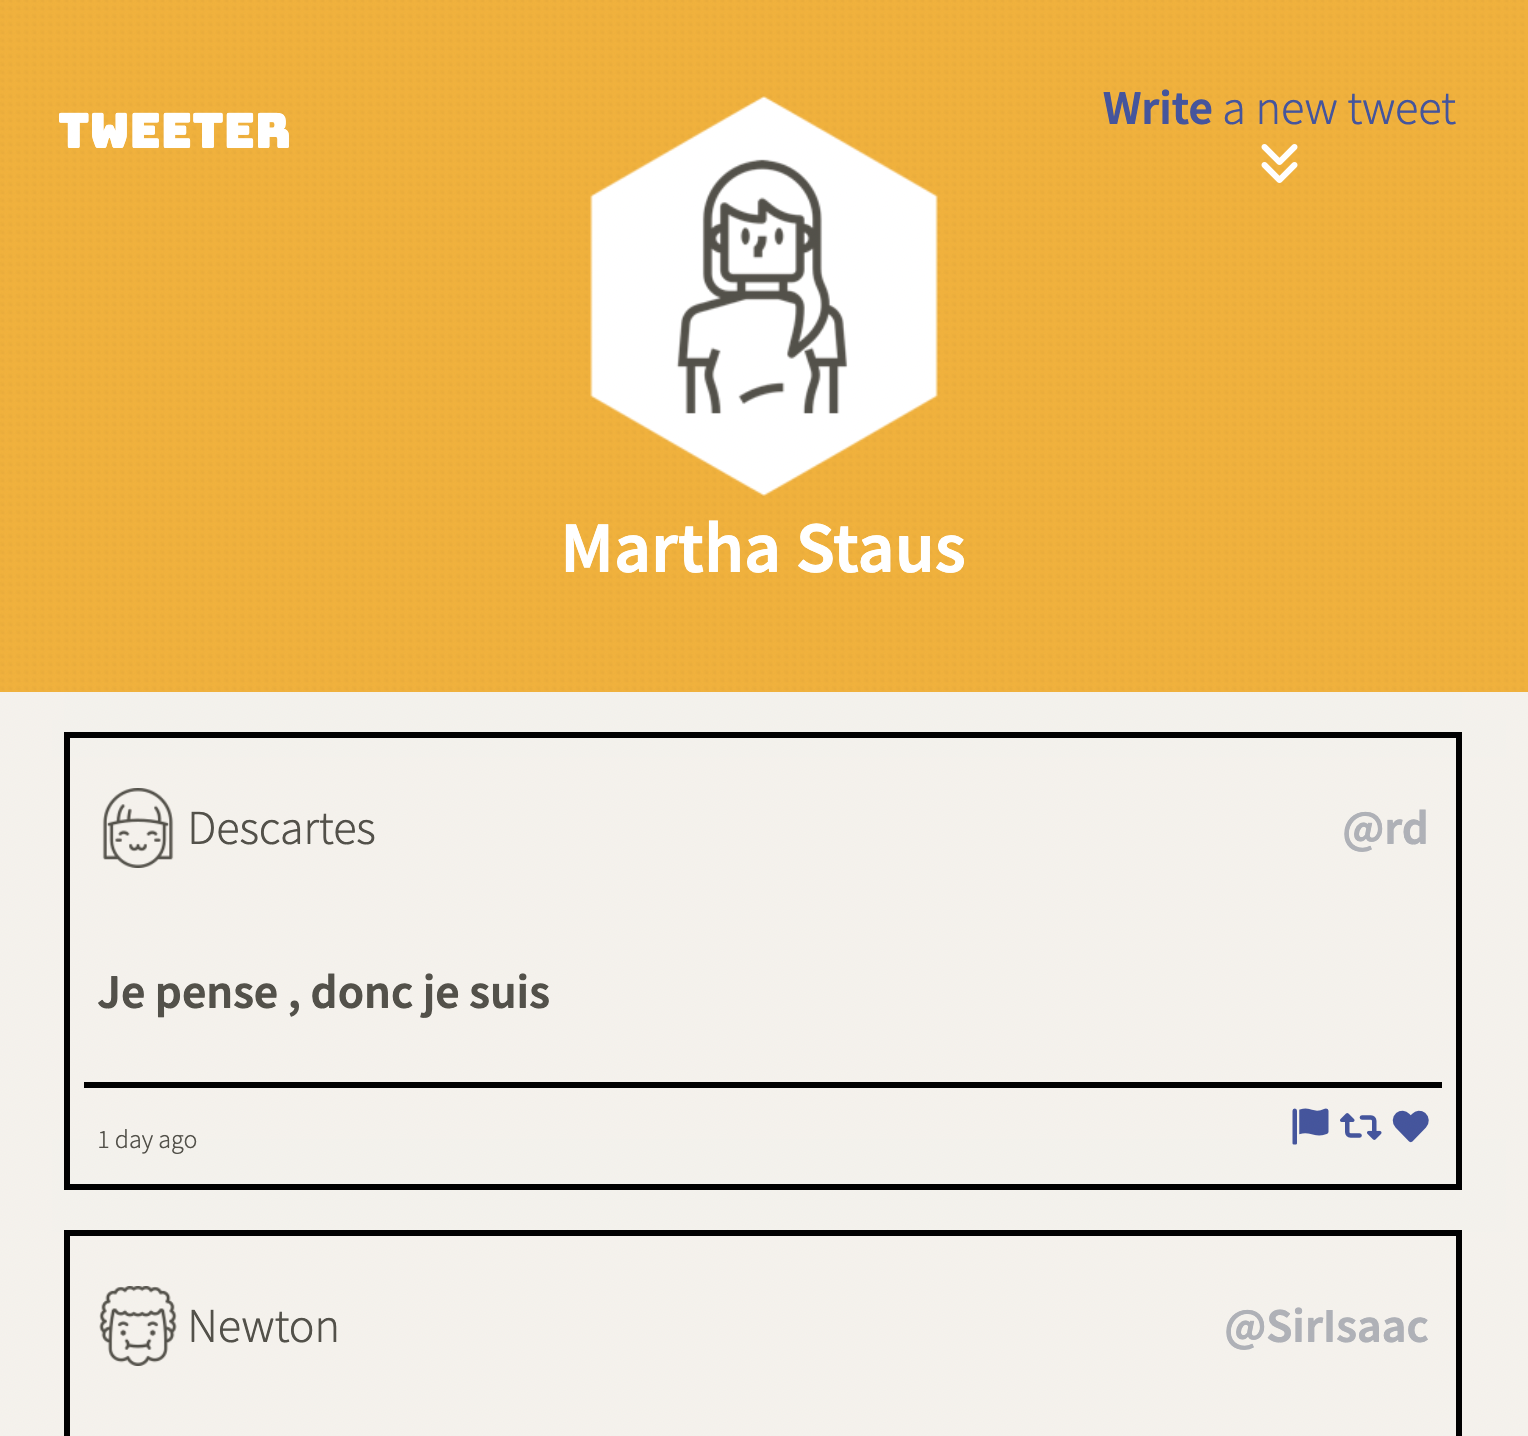 TWEETER
Write a new tweet
Martha Staus
Descartes
@rd
Je pense , donc je suis
1 day ago
Newton
@SirIsaac